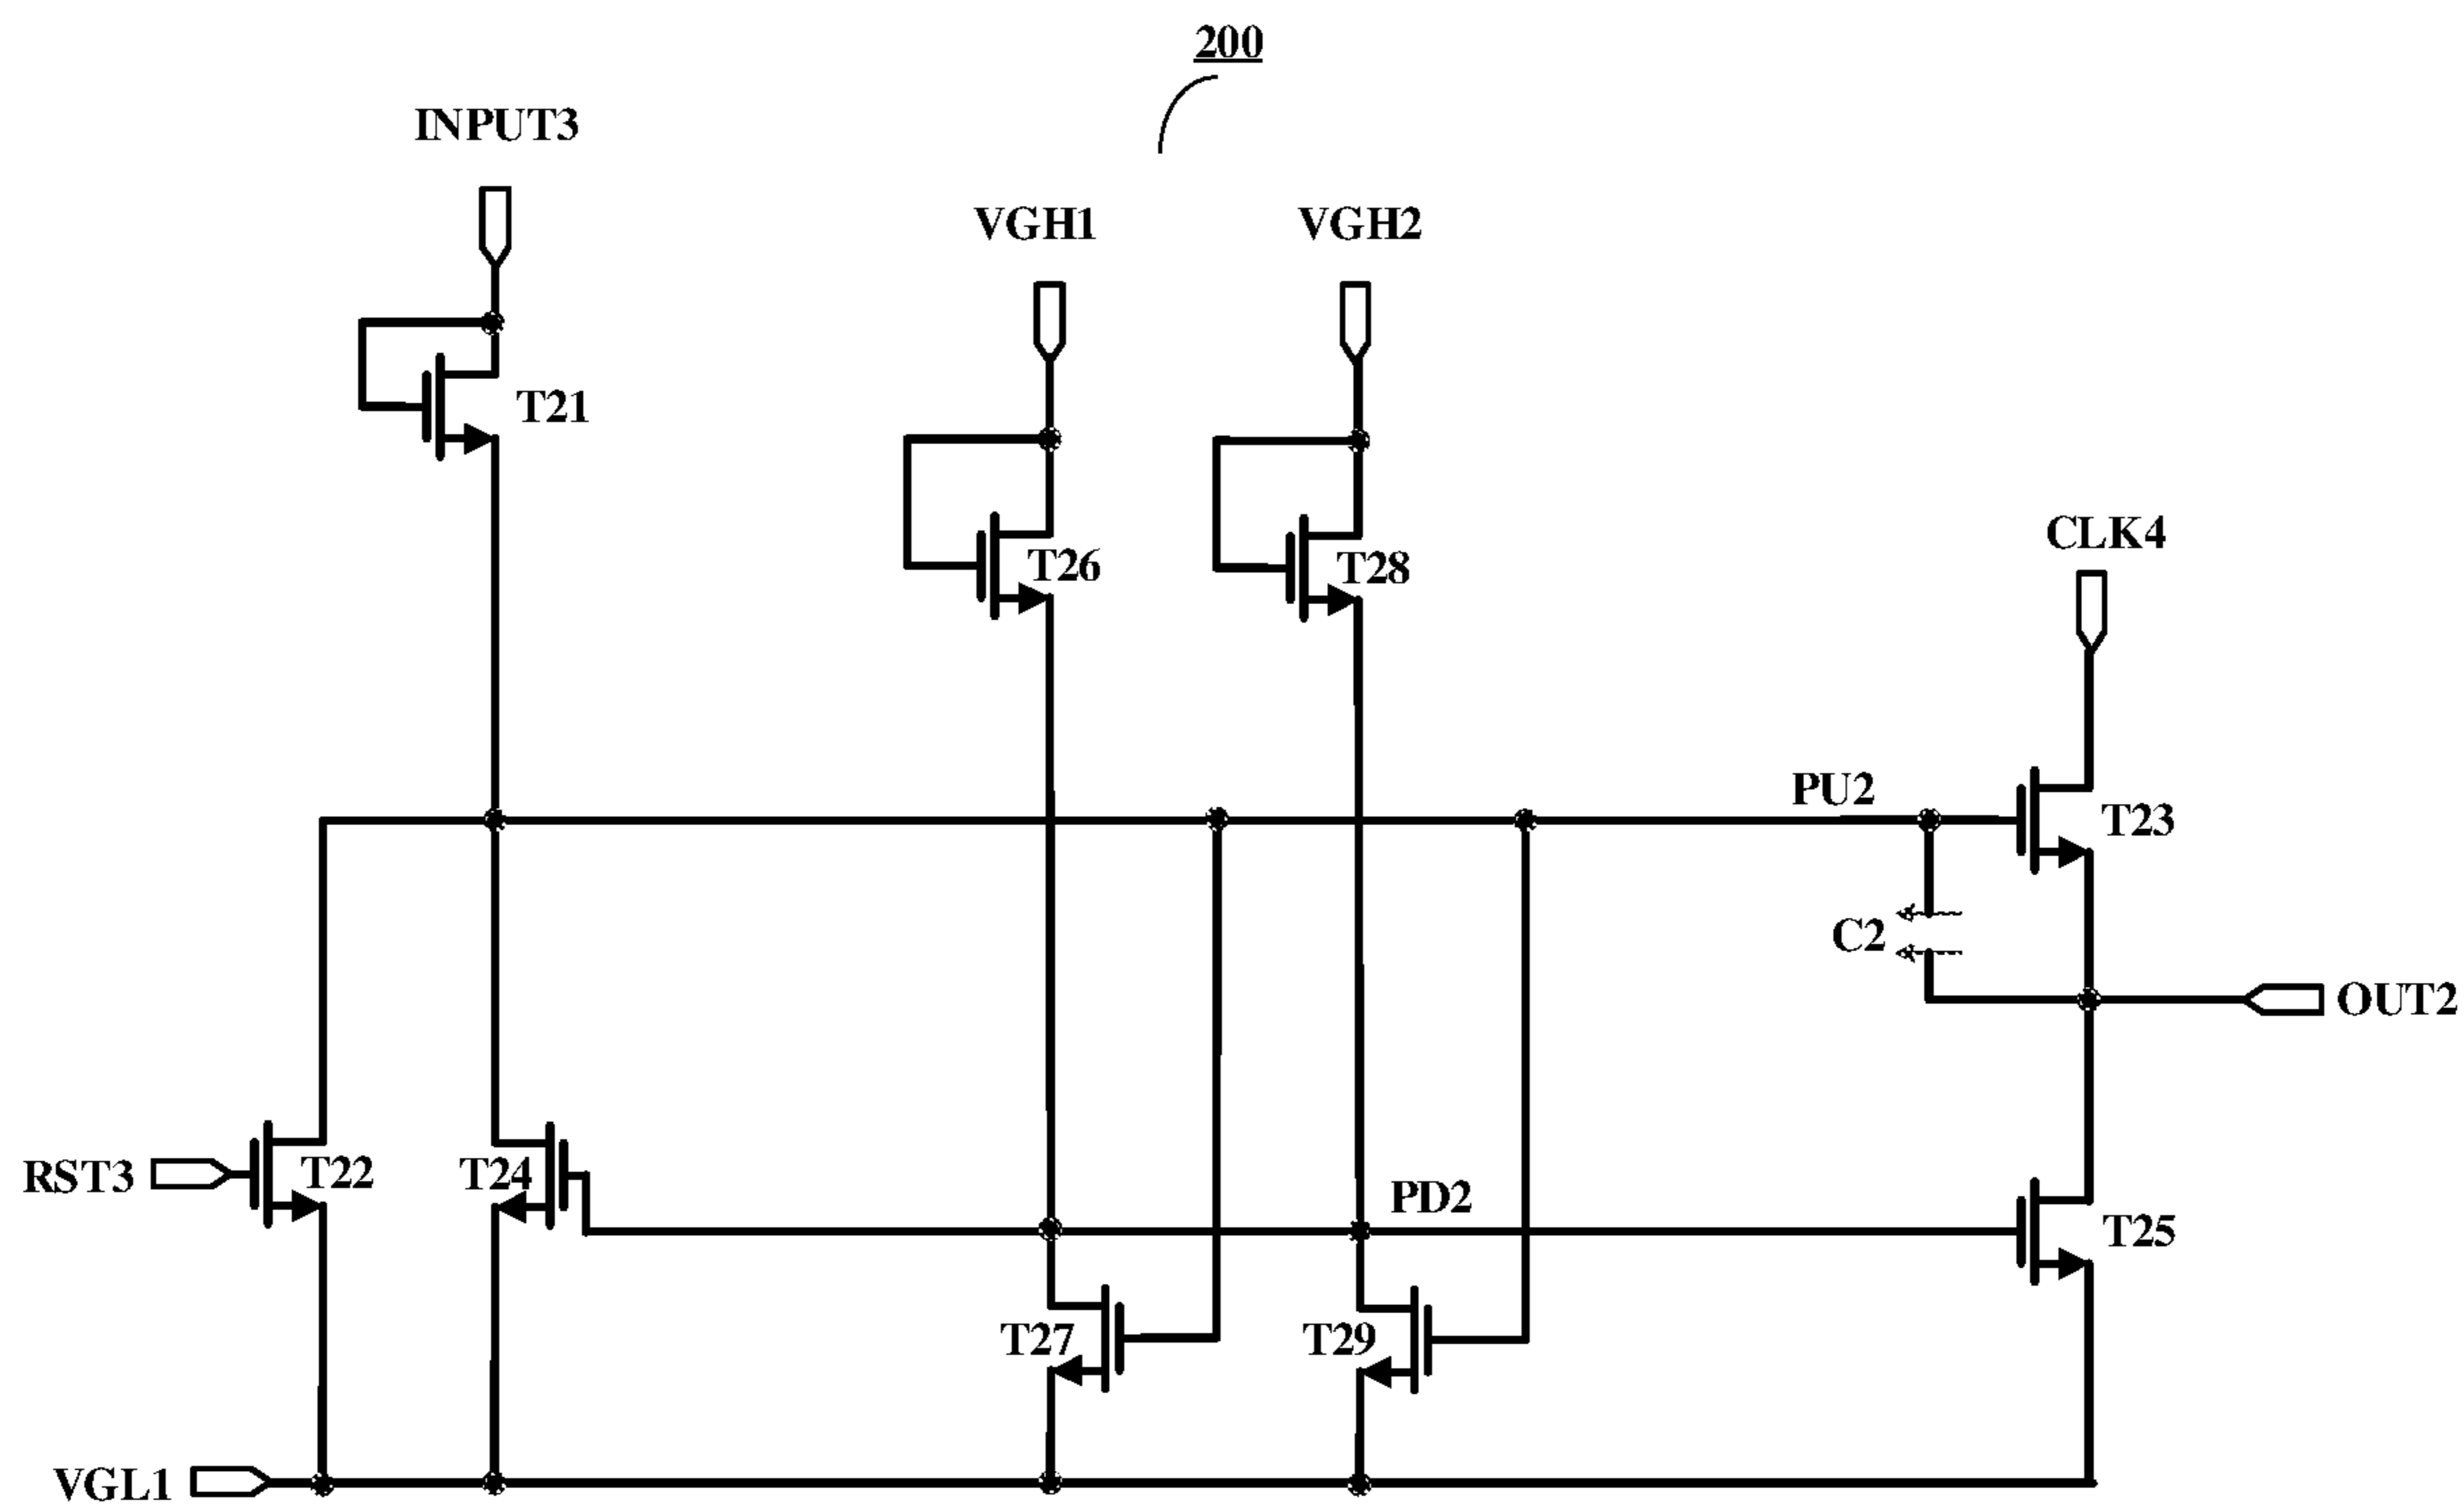 200
INPUT3
VGH1
VGH2
T21
CLK4
T26
T28
PU2
T23
C2
OUT2
RST3
T22
T24
PD2
T25
T27
T29
VGL1